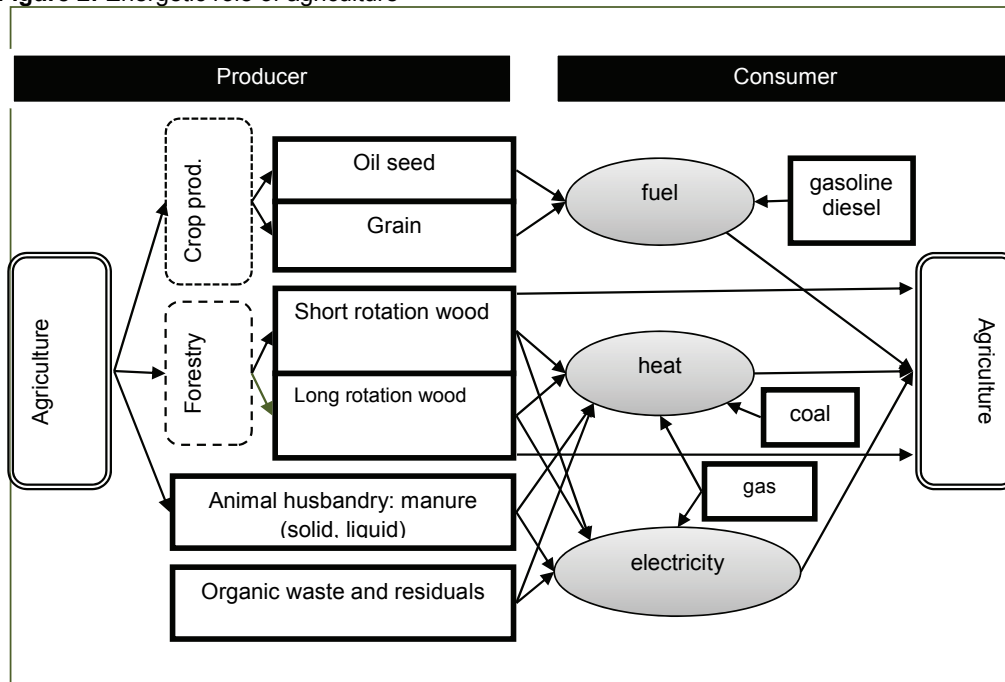 Figure 2: Energetic role of agriculture
Producer
Consumer
Agriculture
Crop prod.
Forestry
Oil seed
Grain
Short rotation wood
Long rotation wood
Animal husbandry: manure
(solid, liquid)
Organic waste and residuals
fuel
heat
electricity
gasoline
diesel
coal
gas
Agriculture